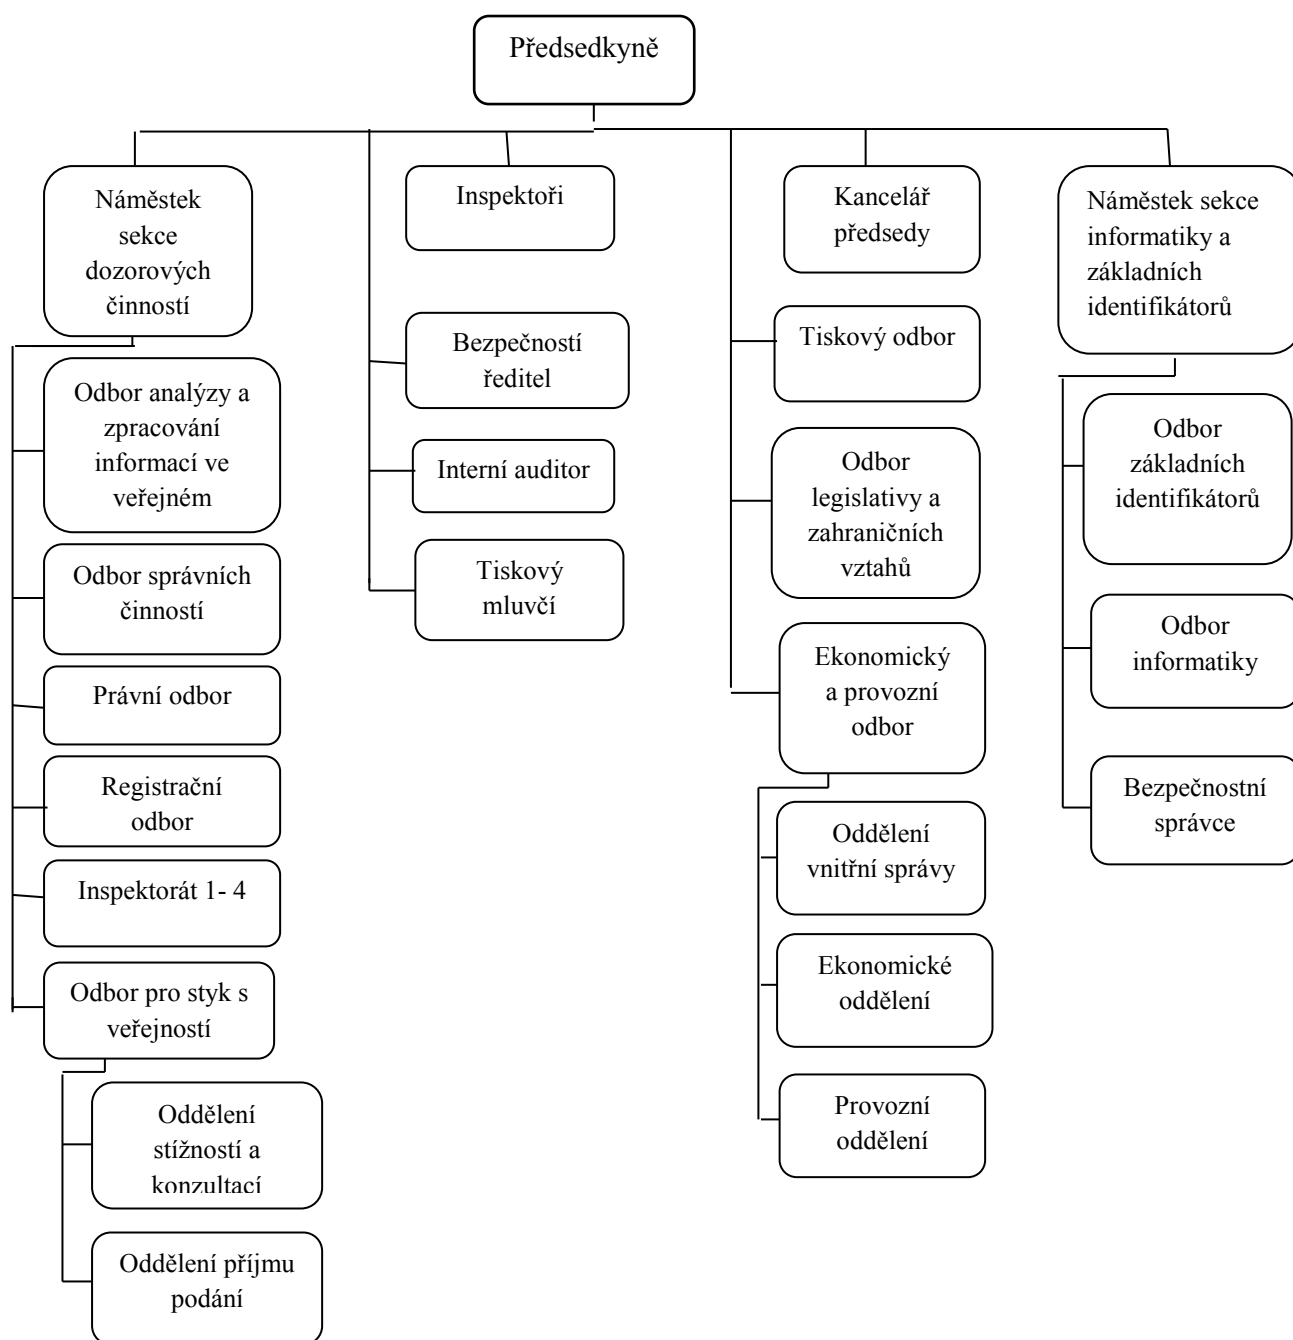 Předsedkyně
Náměstek
sekce
dozorových
činností
Odbor analýzy a
zpracování
informací ve
veřejném
Odbor správních
činností
Právní odbor
Registrační
odbor
Inspektorát 1- 4
Odbor pro styk s
veřejností
Oddělení
stížností a
konzultací
Oddělení příjmu
podání
Inspektoři
Bezpečností
ředitel
Interní auditor
Tiskový
mluvčí
Kancelář
předsedy
Tiskový odbor
Odbor
legislativy a
zahraničních
vztahů
Ekonomický
a provozní
odbor
Oddělení
vnitřní správy
Ekonomické
oddělení
Provozní
oddělení
Náměstek sekce
informatiky a
základních
identifikátorů
Odbor
základních
identifikátorů
Odbor
informatiky
Bezpečnostní
správce